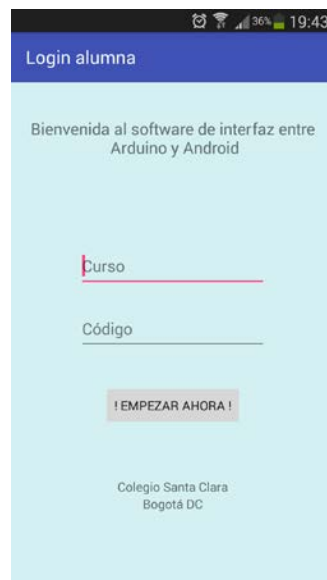 36% 19:43
Login alumna
Bienvenida al software de interfaz entre
Arduino y Android
Curso
Código
! EMPEZAR AHORA !
Colegio Santa Clara
Bogotá DC